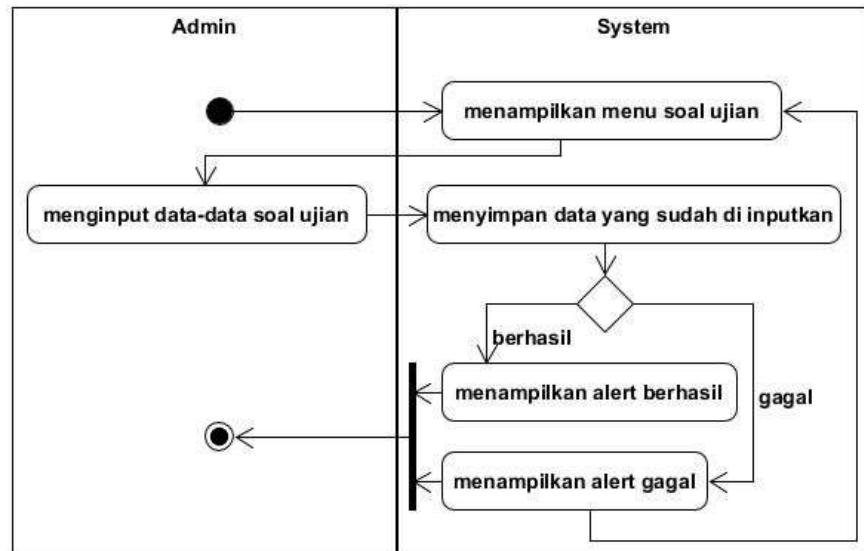 Admin
System
menampilkan menu soal ujian
menginput data-data soal ujian
menyimpan data yang sudah di inputkan
berhasil
menampilkan alert berhasil
gagal
menampilkan alert gagal